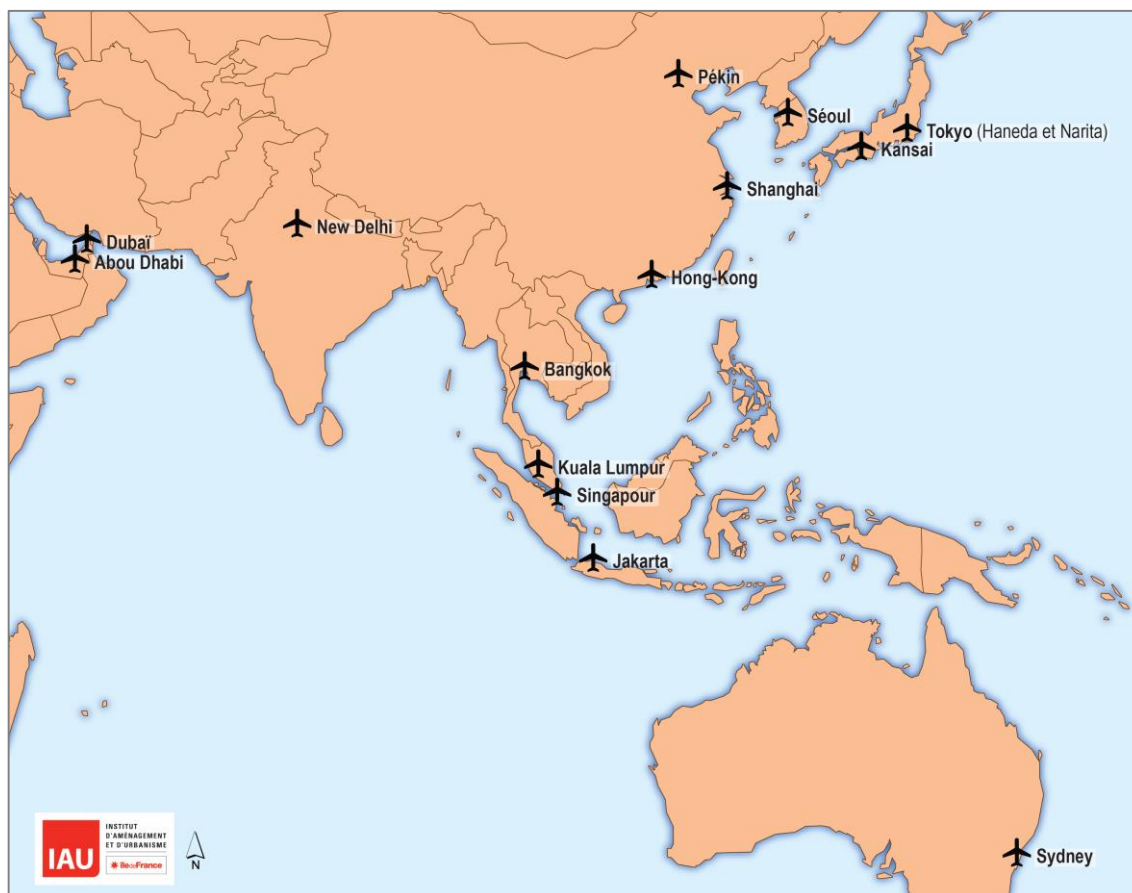 Pékin
Séoul
Tokyo (Haneda et Narita)
Kansai
Shanghai
New Delhi
Dubaï
Abou Dhabi
Hong-Kong
Bangkok
Kuala Lumpur
Singapour
Jakarta
Sydney
IAU
INSTITUT
D'AMÉNAGEMENT
ET D'URBANISME
îledeFrance
N